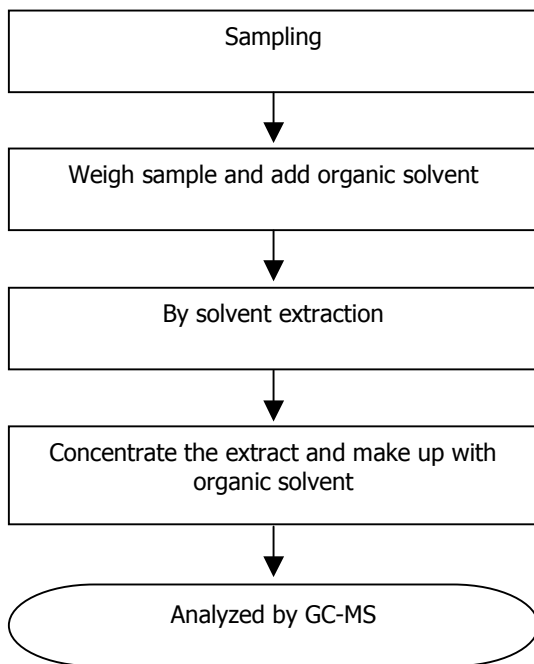 Sampling
Weigh sample and add organic solvent
By solvent extraction
Concentrate the extract and make up with
organic solvent
Analyzed by GC-MS